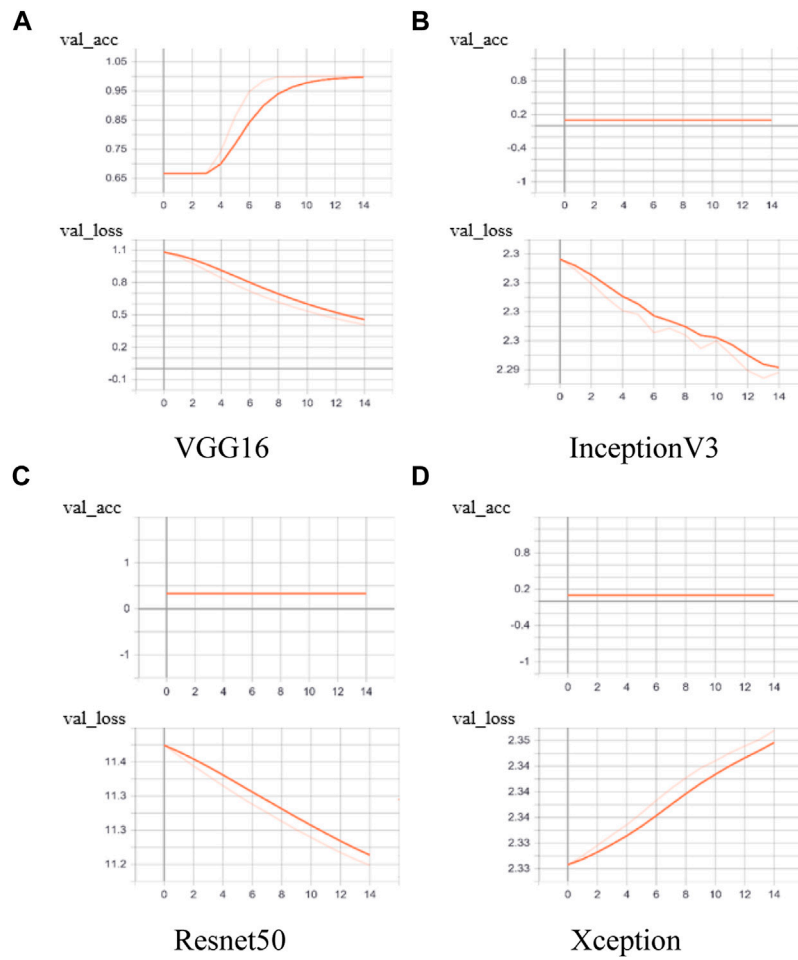 A
val_acc
1.05
0.95
0.85
0.75
0.65
0 2 4 6 8 10 12 14
val_loss
1.1
0.8
0.5
0.2
-0.1
0 2 4 6 8 10 12 14
VGG16
B
val_acc
0.8
0.2
-0.4
-1
0 2 4 6 8 10 12 14
val_loss
2.3
2.3
2.3
2.3
2.29
0 2 4 6 8 10 12 14
InceptionV3
C
val_acc
1
0
-1
0 2 4 6 8 10 12 14
val_loss
11.4
11.3
11.3
11.2
0 2 4 6 8 10 12 14
Resnet50
D
val_acc
0.8
0.2
-0.4
-1
0 2 4 6 8 10 12 14
val_loss
2.35
2.34
2.34
2.33
2.33
0 2 4 6 8 10 12 14
Xception